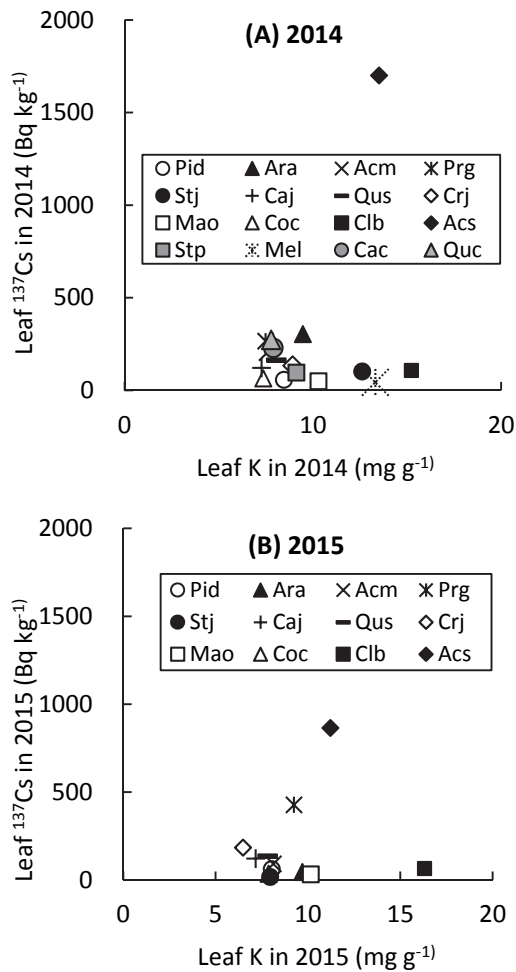 (A) 2014
Leaf ¹³⁷Cs in 2014 (Bq kg⁻¹)
2000
1500
1000
500
0
Pid Ara Acm Prg
Stj Caj Qus Crj
Mao Coc Clb Acs
Stp Mel Cac Quc
0 10 20
Leaf K in 2014 (mg g⁻¹)
(B) 2015
Leaf ¹³⁷Cs in 2015 (Bq kg⁻¹)
2000
1500
1000
500
0
Pid Ara Acm Prg
Stj Caj Qus Crj
Mao Coc Clb Acs
0 5 10 15 20
Leaf K in 2015 (mg g⁻¹)